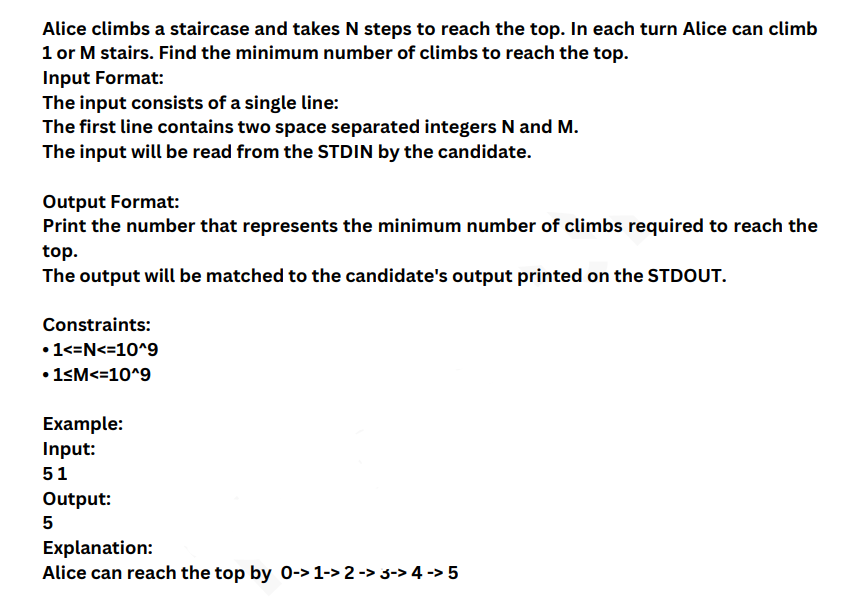 Alice climbs a staircase and takes N steps to reach the top. In each turn Alice can climb
1 or M stairs. Find the minimum number of climbs to reach the top.
Input Format:
The input consists of a single line:
The first line contains two space separated integers N and M.
The input will be read from the STDIN by the candidate.
Output Format:
Print the number that represents the minimum number of climbs required to reach the
top.
The output will be matched to the candidate's output printed on the STDOUT.
Constraints:
• 1<=N<=10^9
• 1≤M<=10^9
Example:
Input:
5 1
Output:
5
Explanation:
Alice can reach the top by 0-> 1-> 2 -> 3-> 4 -> 5